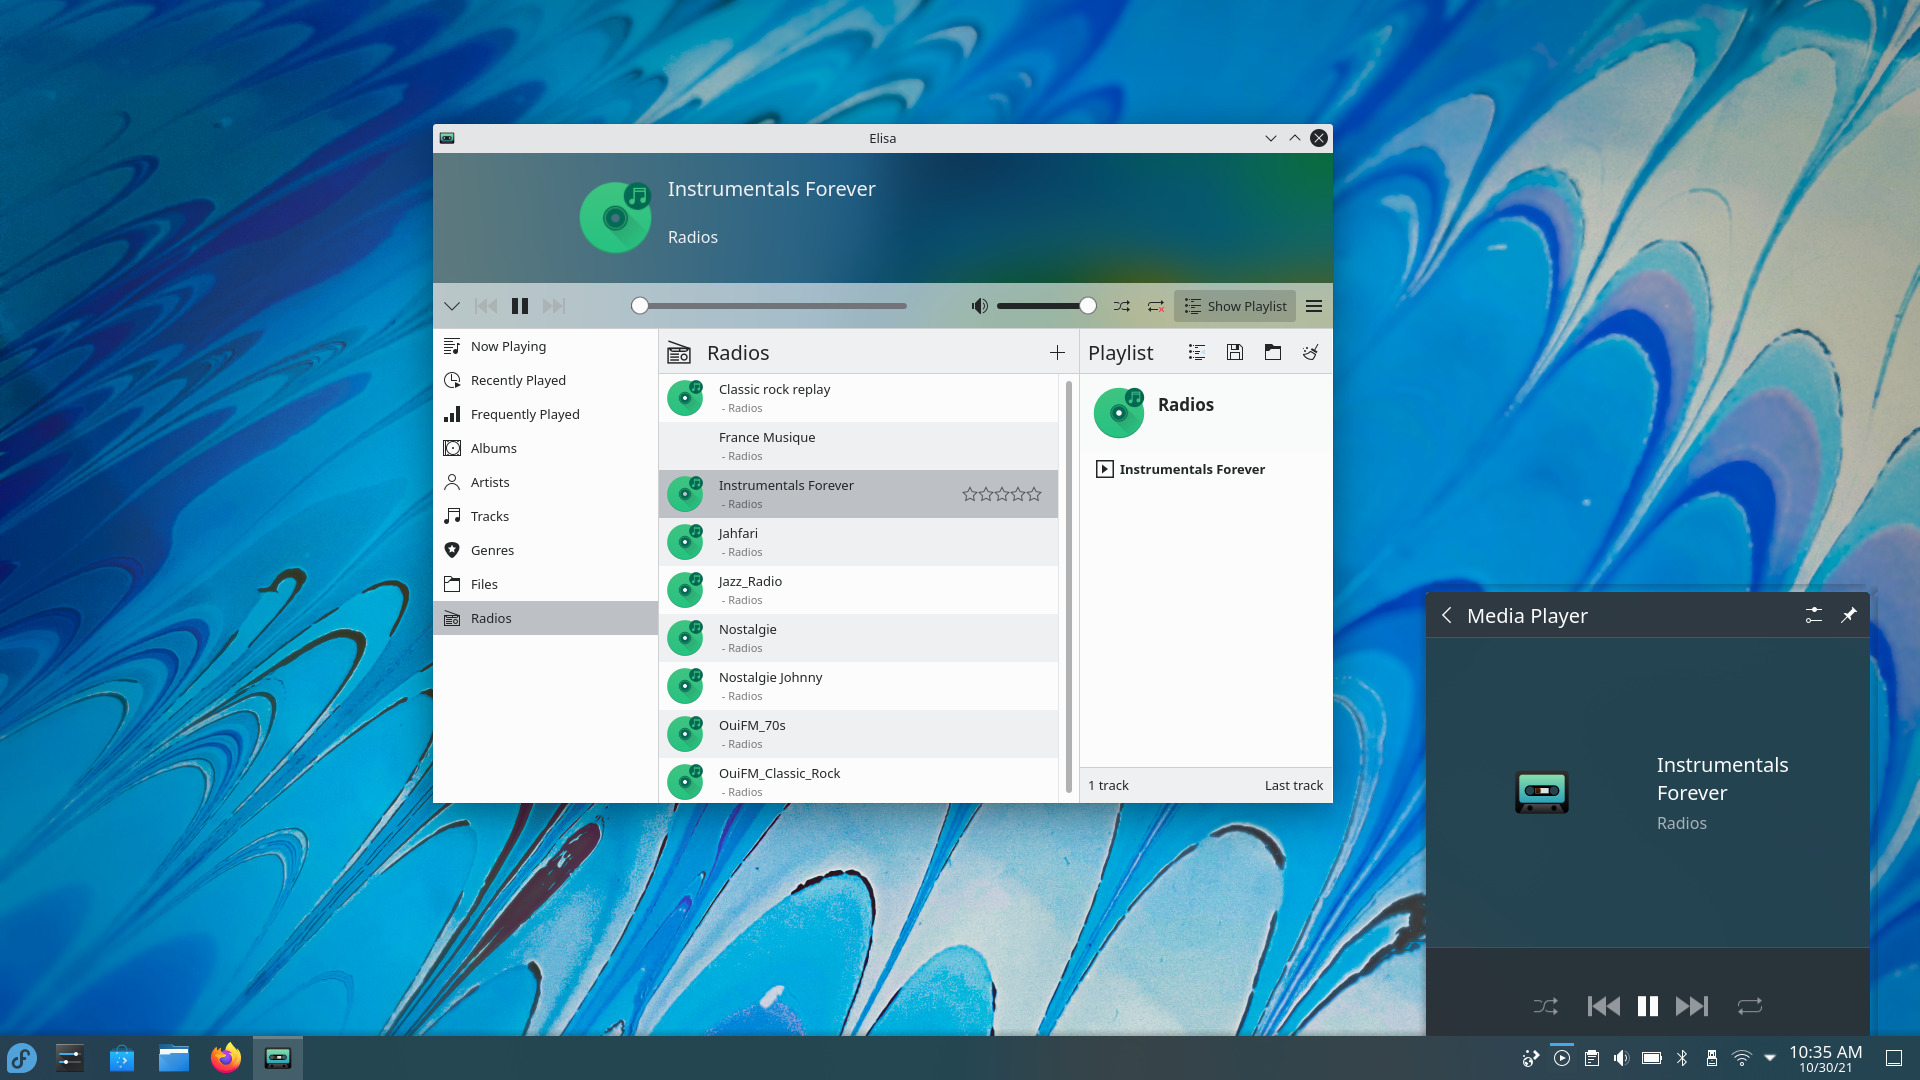 Elisa
Instrumentals Forever
Radios
Show Playlist
Now Playing
Recently Played
Frequently Played
Albums
Artists
Tracks
Genres
Files
Radios
Radios
Classic rock replay
- Radios
France Musique
- Radios
Instrumentals Forever
- Radios
Jahfari
- Radios
Jazz_Radio
- Radios
Nostalgie
- Radios
Nostalgie Johnny
- Radios
OuiFM_70s
- Radios
OuiFM_Classic_Rock
- Radios
Playlist
Radios
Instrumentals Forever
1 track
Last track
Media Player
Instrumentals
Forever
Radios
10:35 AM
10/30/21